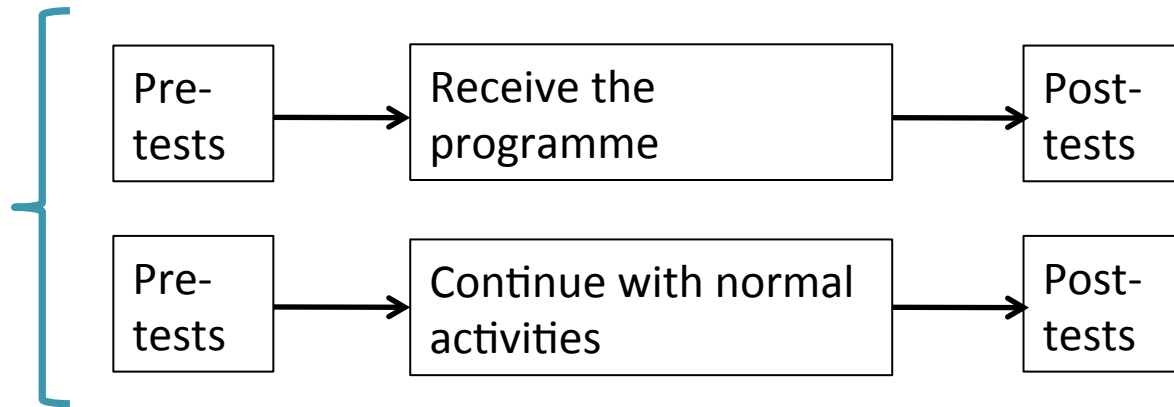 Pre-
tests
Receive the
programme
Post-
tests
Pre-
tests
Continue with normal
activities
Post-
tests